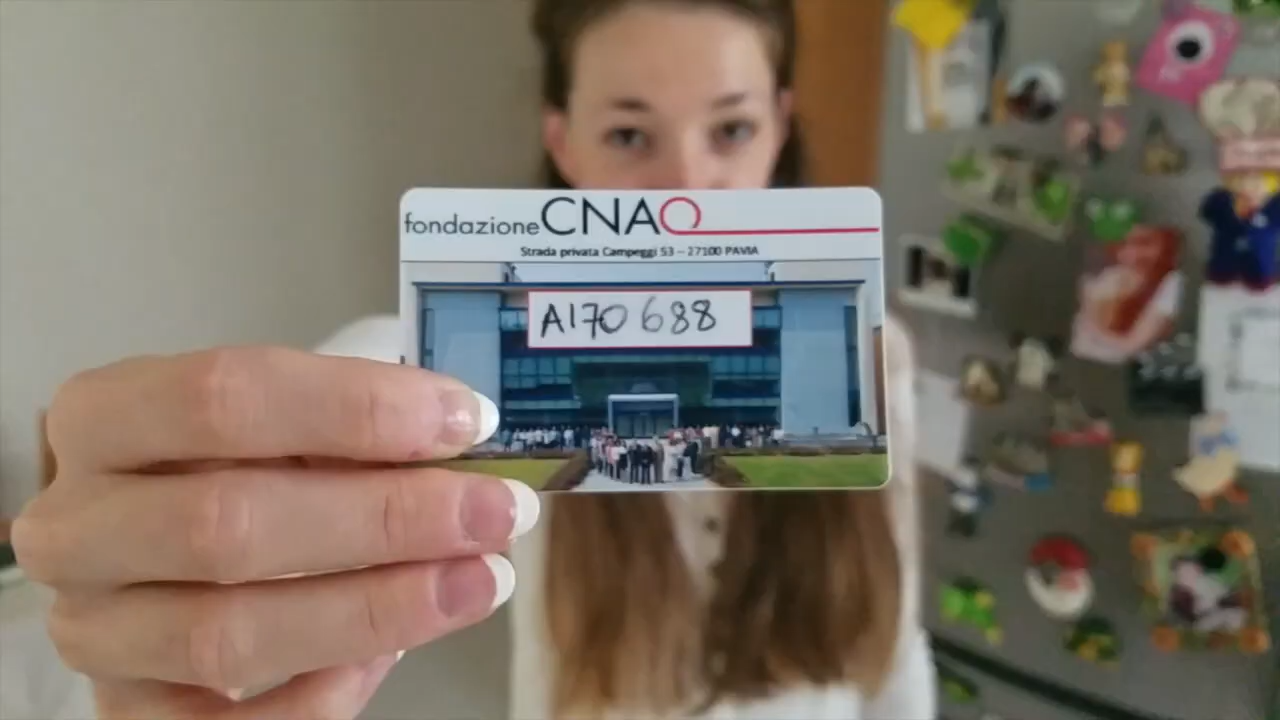 fondazione CNAO
Strada privata Campeggi 53 – 27100 PAVIA
A170688